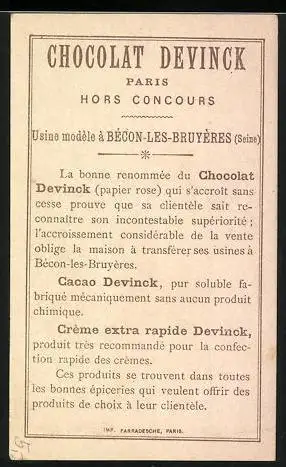 CHOCOLAT DEVINCK
PARIS
HORS CONCOURS
Usine modèle à BÉCON-LES-BRUYÈRES (Seine)
La bonne renommée du Chocolat
Devinck (papier rose) qui s'accroît sans
cesse prouve que sa clientèle sait re-
connaître son incontestable supériorité ;
l'accroissement considérable de la vente
oblige la maison à transférer ses usines à
Bécon-les-Bruyères.
Cacao Devinck, pur soluble fa-
briqué mécaniquement sans aucun produit
chimique.
Crème extra rapide Devinck,
produit très recommandé pour la confec-
tion rapide des crèmes.
Ces produits se trouvent dans toutes
les bonnes épiceries qui veulent offrir des
produits de choix à leur clientèle.
IMP. FARRADESCHE, PARIS.